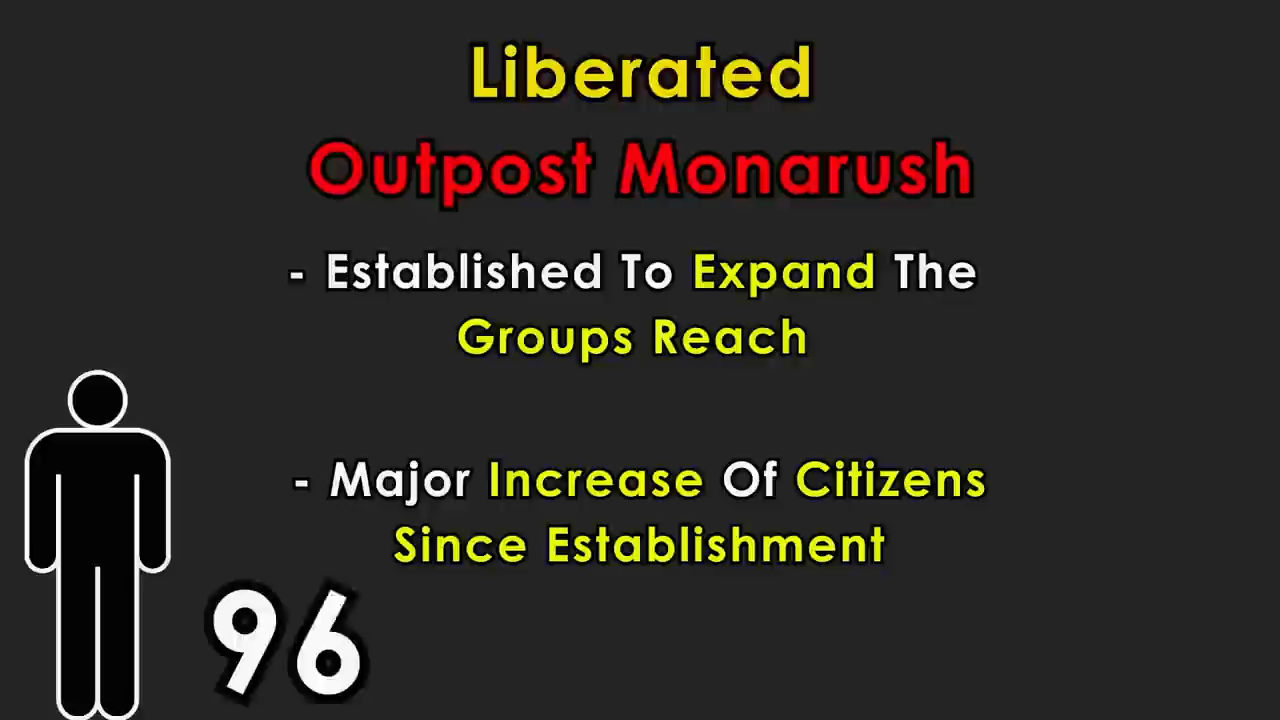 Liberated
Outpost Monarush
- Established To Expand The
Groups Reach
- Major Increase Of Citizens
Since Establishment
96